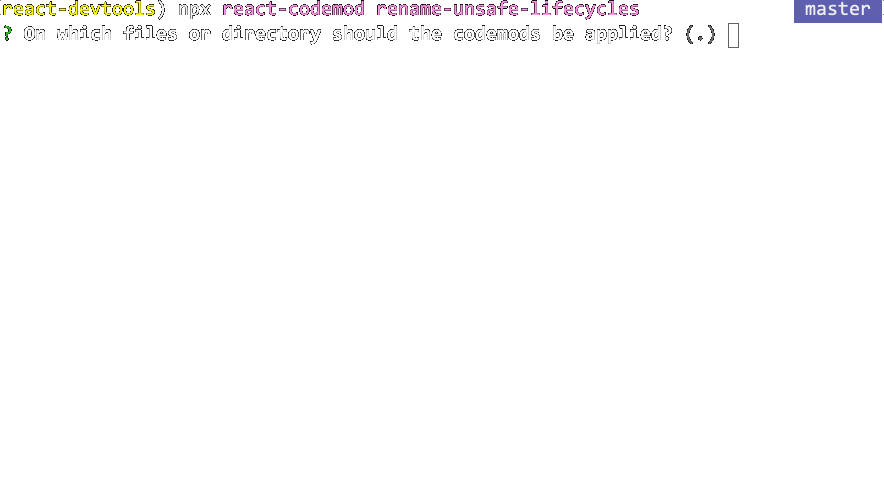 (react-devtools) npx react-codemod rename-unsafe-lifecycles master
? On which files or directory should the codemods be applied? (.)